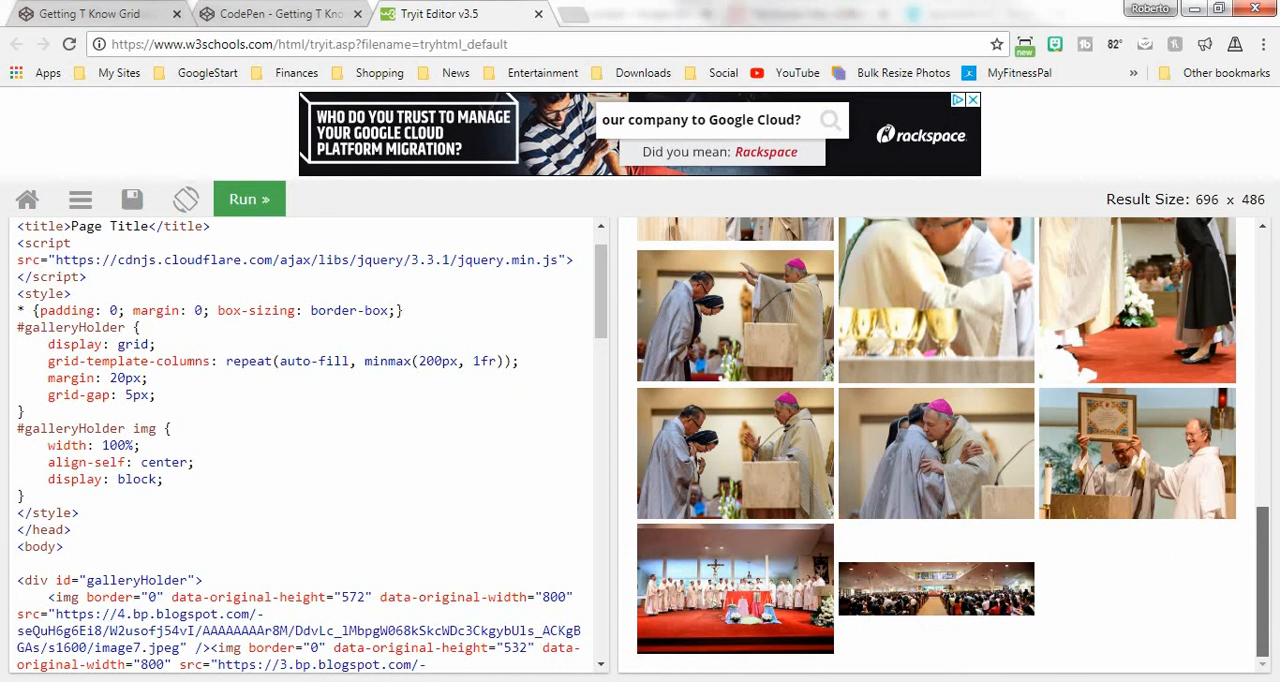 Getting T Know Grid
CodePen - Getting T Kno
Tryit Editor v3.5
Roberto
https://www.w3schools.com/html/tryit.asp?filename=tryhtml_default
new
82°
Apps My Sites GoogleStart Finances Shopping News Entertainment Downloads Social YouTube Bulk Resize Photos MyFitnessPal » Other bookmarks
WHO DO YOU TRUST TO MANAGE
YOUR GOOGLE CLOUD
PLATFORM MIGRATION?
our company to Google Cloud?
Did you mean: Rackspace
rackspace.
Run »
Result Size: 696 x 486
<title>Page Title</title>
<script
src="https://cdnjs.cloudflare.com/ajax/libs/jquery/3.3.1/jquery.min.js">
</script>
<style>
* {padding: 0; margin: 0; box-sizing: border-box;}
#galleryHolder {
display: grid;
grid-template-columns: repeat(auto-fill, minmax(200px, 1fr));
margin: 20px;
grid-gap: 5px;
}
#galleryHolder img {
width: 100%;
align-self: center;
display: block;
}
</style>
</head>
<body>
<div id="galleryHolder">
<img border="0" data-original-height="572" data-original-width="800"
src="https://4.bp.blogspot.com/-
seQuH6g6Ei8/W2usofj54vI/AAAAAAAAr8M/DdvLc_lMbpgW068kSkcWDc3CkgybUls_ACKgB
GAs/s1600/image7.jpeg" /><img border="0" data-original-height="532" data-
original-width="800" src="https://3.bp.blogspot.com/-